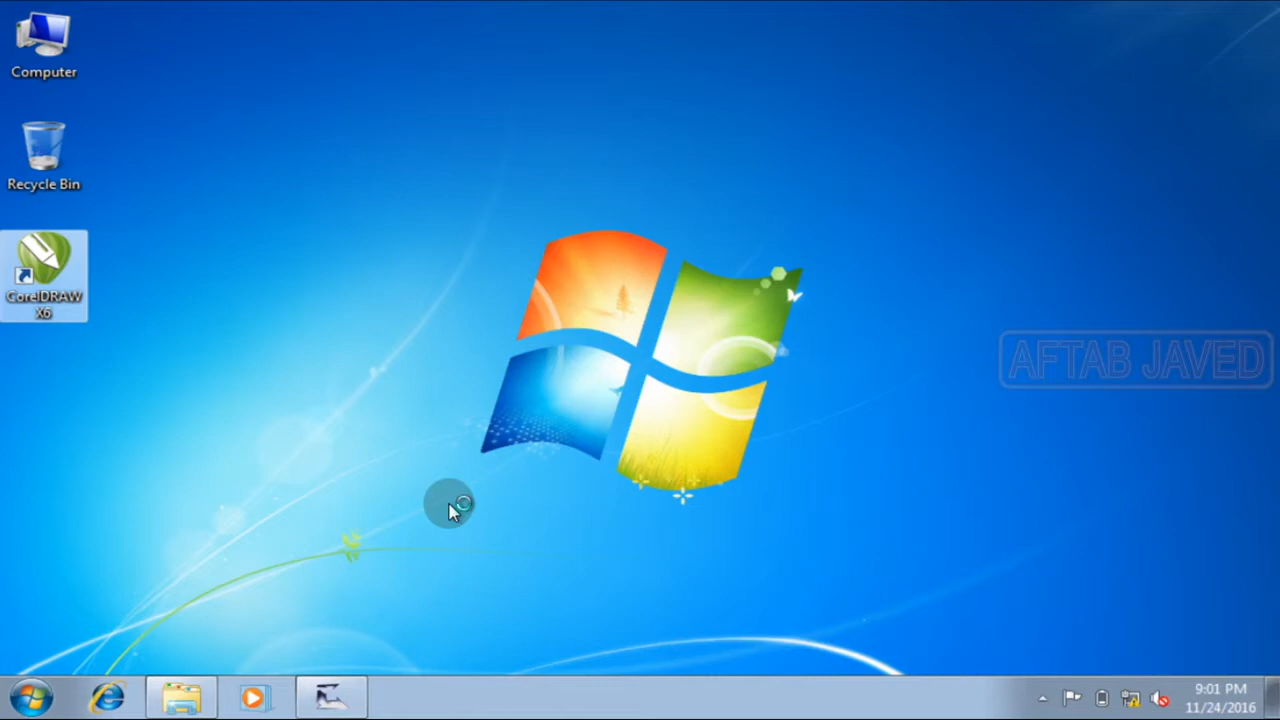 Computer
Recycle Bin
CorelDRAW
X6
AFTAB JAVED
9:01 PM
11/24/2016